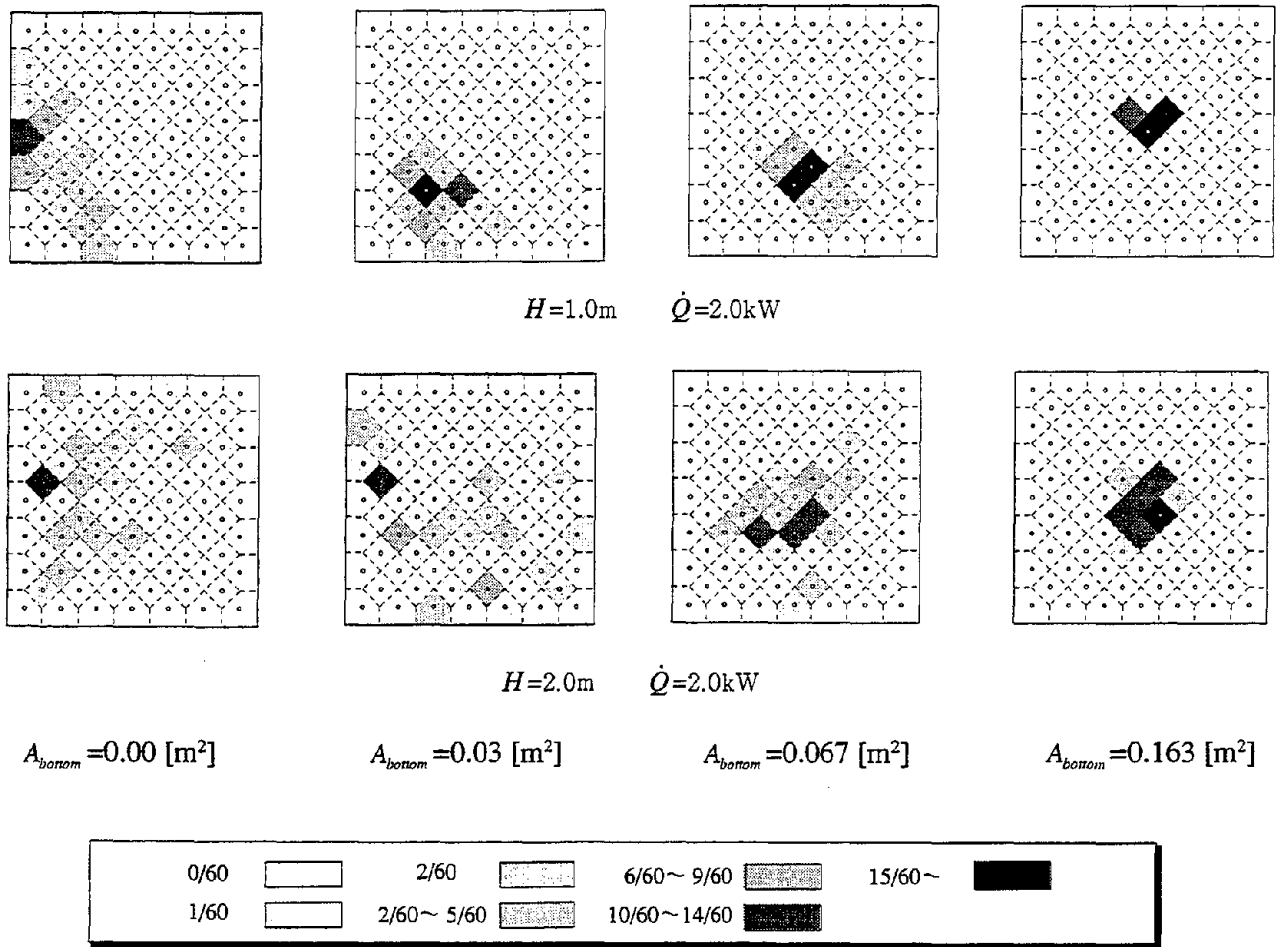 H=1.0m Q̇=2.0kW
H=2.0m Q̇=2.0kW
A_bottom=0.00 [m²] A_bottom=0.03 [m²] A_bottom=0.067 [m²] A_bottom=0.163 [m²]
0/60 2/60 6/60~ 9/60 15/60~
1/60 2/60~ 5/60 10/60~14/60